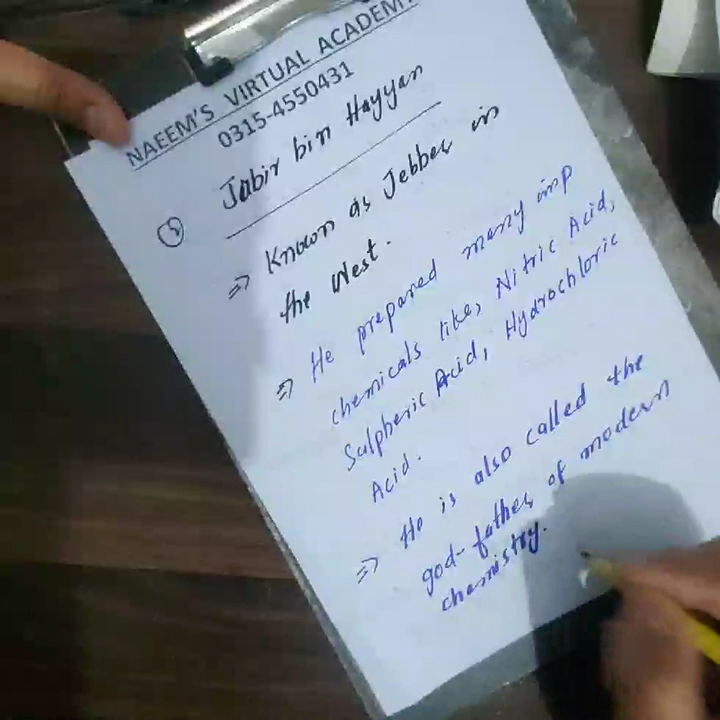 NAEEM'S VIRTUAL ACADEMY
0315-4550431
③ Jabir bin Hayyan
⇒ Known as Jebber in
the West.
⇒ He prepared many imp
chemicals like, Nitric Acid,
Sulpheric Acid, Hydrochloric
Acid.
⇒ He is also called the
god-father of modern
chemistry.